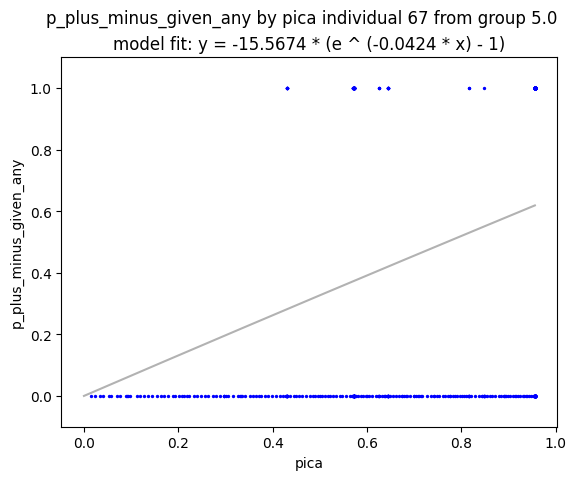 p_plus_minus_given_any by pica individual 67 from group 5.0
model fit: y = -15.5674 * (e ^ (-0.0424 * x) - 1)
1.0
0.8
0.6
0.4
0.2
0.0
p_plus_minus_given_any
0.0 0.2 0.4 0.6 0.8 1.0
pica